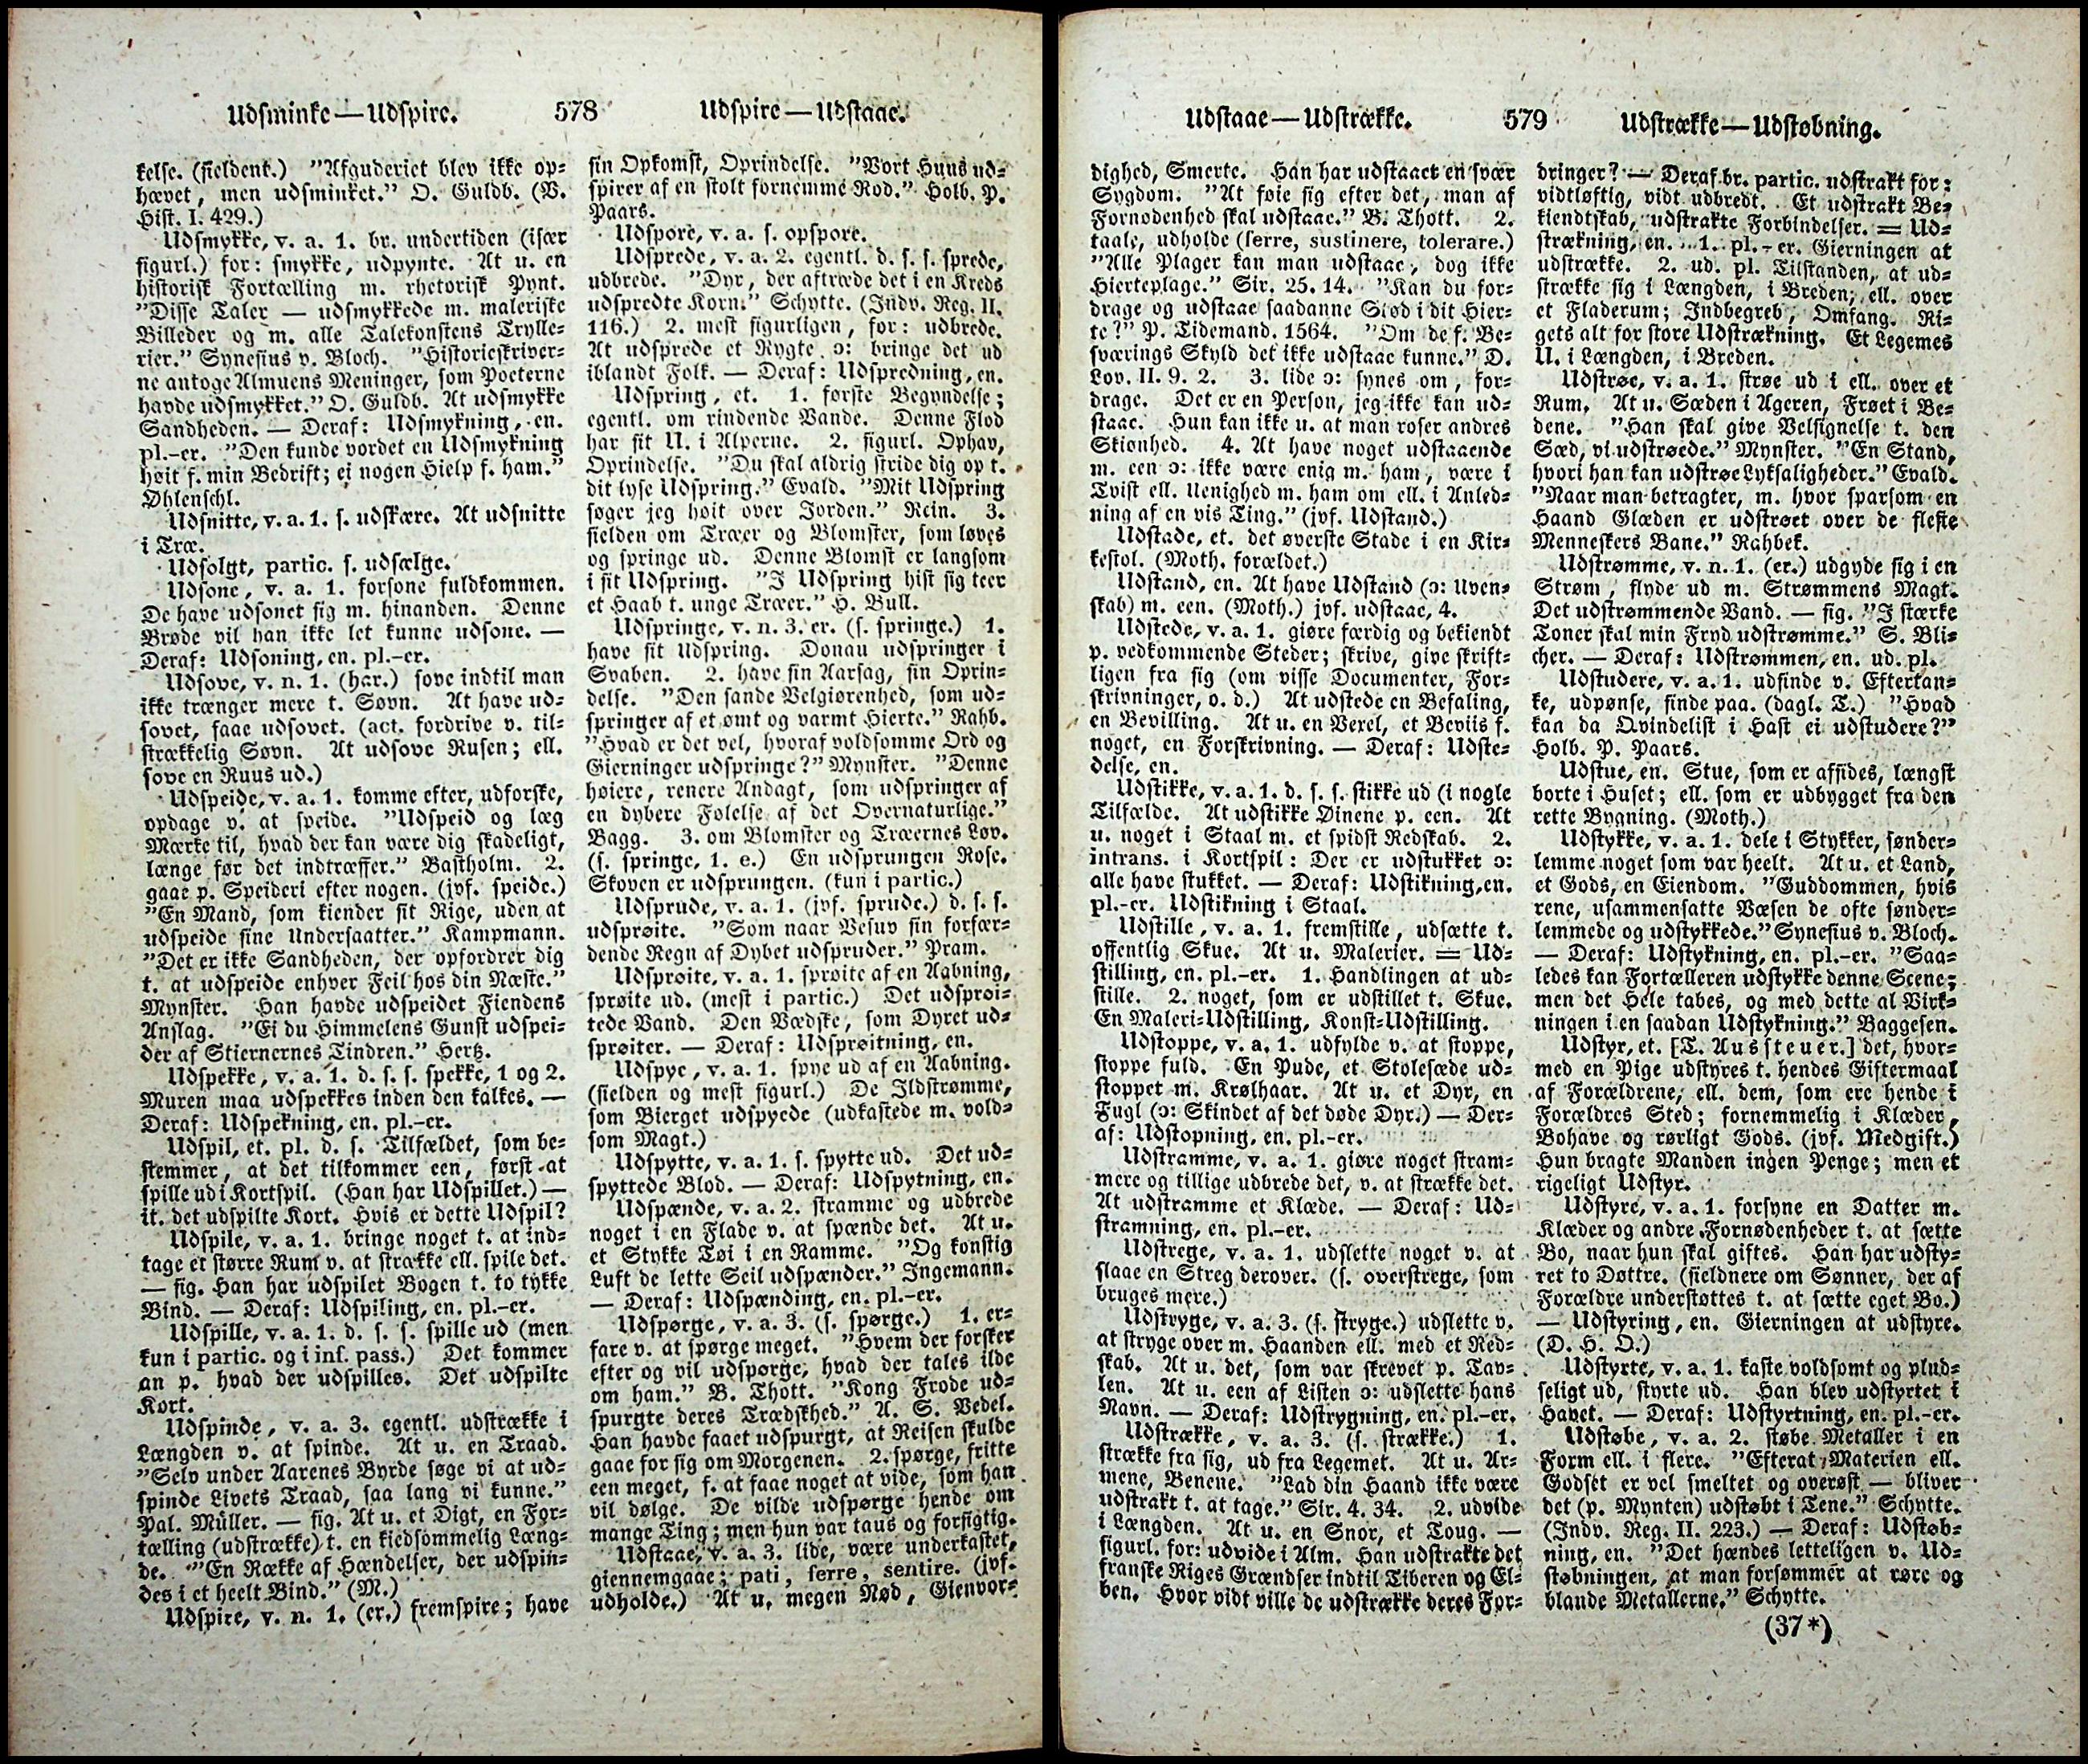 Udsminke—Udspire.
578
Udspire—Udstaae.
kelse. (sieldent.) "Afguderiet blev ikke op-
hævet, men udsminket." O. Guldb. (V.
Hist. I. 429.)
Udsmykke, v. a. 1. br. undertiden (især
figurl.) for: smykke, udpynte. At u. en
historisk Fortælling m. rhetorisk Pynt.
"Disse Taler — udsmykkede m. maleriske
Billeder og m. alle Talekonstens Trylle-
rier." Synesius v. Bloch. "Historieskriver-
ne antoge Almuens Meninger, som Poeterne
havde udsmykket." O. Guldb. At udsmykke
Sandheden. — Deraf: Udsmykning, en.
pl.-er. "Den kunde vordet en Udsmykning
høit f. min Bedrift; ei nogen Hielp f. ham."
Øhlenschl.
Udsnitte, v. a. 1. s. udskære. At udsnitte
i Træ.
Udsolgt, partic. s. udsælge.
Udsone, v. a. 1. forsone fuldkommen.
De have udsonet sig m. hinanden. Denne
Brøde vil han ikke let kunne udsone. —
Deraf: Udsoning, en. pl.-er.
Udsove, v. n. 1. (har.) sove indtil man
ikke trænger mere t. Søvn. At have ud-
sovet, faae udsovet. (act. fordrive v. til-
strækkelig Søvn. At udsove Rusen; ell.
sove en Ruus ud.)
Udspeide, v. a. 1. komme efter, udforske,
opdage v. at speide. "Udspeid og læg
Mærke til, hvad der kan være dig skadeligt,
længe før det indtræffer." Bastholm. 2.
gaae p. Speideri efter nogen. (jvf. speide.)
"En Mand, som kiender sit Rige, uden at
udspeide sine Undersaatter." Kampmann.
"Det er ikke Sandheden, der opfordrer dig
t. at udspeide enhver Feil hos din Næste."
Mynster. Han havde udspeidet Fiendens
Anslag. "Ei du Himmelens Gunst udspei-
der af Stiernernes Tindren." Hertz.
Udspekke, v. a. 1. d. s. s. spekke, 1 og 2.
Muren maa udspekkes inden den kalkes. —
Deraf: Udspekning, en. pl.-er.
Udspil, et. pl. d. s. Tilfældet, som be-
stemmer, at det tilkommer een, først at
spille ud i Kortspil. (Han har Udspillet.) —
it. det udspilte Kort. Hvis er dette Udspil?
Udspile, v. a. 1. bringe noget t. at ind-
tage et større Rum v. at strække ell. spile det.
— fig. Han har udspilet Bogen t. to tykke
Bind. — Deraf: Udspiling, en. pl.-er.
Udspille, v. a. 1. d. s. s. spille ud (men
kun i partic. og i inf. pass.) Det kommer
an p. hvad der udspilles. Det udspilte
Kort.
Udspinde, v. a. 3. egentl. udstrække i
Længden v. at spinde. At u. en Traad.
"Selv under Aarenes Byrde søge vi at ud-
spinde Livets Traad, saa lang vi kunne."
Pal. Müller. — fig. At u. et Digt, en For-
tælling (udstrække) t. en kiedsommelig Læng-
de. "En Række af Hændelser, der udspin-
des i et heelt Bind." (M.)
Udspire, v. n. 1. (er.) fremspire; have
sin Opkomst, Oprindelse. "Vort Huus ud-
spirer af en stolt fornemme Rod." Holb. P.
Paars.
Udspore, v. a. s. opspore.
Udsprede, v. a. 2. egentl. d. s. s. sprede,
udbrede. "Dyr, der aftræde det i en Kreds
udspredte Korn." Schytte. (Indv. Reg. II.
116.) 2. mest figurligen, for: udbrede.
At udsprede et Rygte ɔ: bringe det ud
iblandt Folk. — Deraf: Udspredning, en.
Udspring, et. 1. første Begyndelse;
egentl. om rindende Vande. Denne Flod
har sit U. i Alperne. 2. figurl. Ophav,
Oprindelse. "Du skal aldrig stride dig op t.
dit lyse Udspring." Evald. "Mit Udspring
søger jeg høit over Jorden." Rein. 3.
sielden om Træer og Blomster, som løves
og springe ud. Denne Blomst er langsom
i sit Udspring. "I Udspring hist sig teer
et Haab t. unge Træer." H. Bull.
Udspringe, v. n. 3. er. (s. springe.) 1.
have sit Udspring. Donau udspringer i
Svaben. 2. have sin Aarsag, sin Oprin-
delse. "Den sande Velgiørenhed, som ud-
springer af et ømt og varmt Hierte." Rahb.
"Hvad er det vel, hvoraf voldsomme Ord og
Gierninger udspringe?" Mynster. "Denne
høiere, renere Andagt, som udspringer af
en dybere Følelse af det Overnaturlige."
Bagg. 3. om Blomster og Træernes Løv.
(s. springe, 1. e.) En udsprungen Rose.
Skoven er udsprungen. (kun i partic.)
Udsprude, v. a. 1. (jvf. sprude.) d. s. s.
udsprøite. "Som naar Vesuv sin forfær-
dende Regn af Dybet udspruder." Pram.
Udsprøite, v. a. 1. sprøite af en Aabning,
sprøite ud. (mest i partic.) Det udsprøi-
tede Vand. Den Vædske, som Dyret ud-
sprøiter. — Deraf: Udsprøitning, en.
Udspye, v. a. 1. spye ud af en Aabning.
(sielden og mest figurl.) De Ildstrømme,
som Bierget udspyede (udkastede m. vold-
som Magt.)
Udspytte, v. a. 1. s. spytte ud. Det ud-
spyttede Blod. — Deraf: Udspytning, en.
Udspænde, v. a. 2. stramme og udbrede
noget i en Flade v. at spænde det. At u.
et Stykke Tøi i en Ramme. "Og konstig
Luft de lette Seil udspænder." Ingemann.
— Deraf: Udspænding, en. pl.-er.
Udspørge, v. a. 3. (s. spørge.) 1. er-
fare v. at spørge meget. "Hvem der forsker
efter og vil udspørge, hvad der tales ilde
om ham." B. Thott. "Kong Frode ud-
spurgte deres Trædskhed." A. S. Vedel.
Han havde faaet udspurgt, at Reisen skulde
gaae for sig om Morgenen. 2. spørge, fritte
een meget, f. at faae noget at vide, som han
vil dølge. De vilde udspørge hende om
mange Ting; men hun var taus og forsigtig.
Udstaae, v. a. 3. lide, være underkastet,
giennemgaae; pati, ferre, sentire. (jvf.
udholde.) At u. megen Nød, Gienvor-
Udstaae—Udstrække.
579
Udstrække—Udstøbning.
dighed, Smerte. Han har udstaaet en svær
Sygdom. "At føie sig efter det, man af
Fornødenhed skal udstaae." B. Thott. 2.
taale, udholde (ferre, sustinere, tolerare.)
"Alle Plager kan man udstaae, dog ikke
Hierteplage." Sir. 25. 14. "Kan du for-
drage og udstaae saadanne Stød i dit Hier-
te?" P. Tidemand. 1564. "Om de f. Be-
sværings Skyld det ikke udstaae kunne." D.
Lov. II. 9. 2. 3. lide ɔ: synes om, for-
drage. Det er en Person, jeg ikke kan ud-
staae. Hun kan ikke u. at man roser andres
Skiønhed. 4. At have noget udstaaende
m. een ɔ: ikke være enig m. ham, være i
Tvist ell. Uenighed m. ham om ell. i Anled-
ning af en vis Ting." (jvf. Udstand.)
Udstade, et. det øverste Stade i en Kir-
kestol. (Moth. forældet.)
Udstand, en. At have Udstand (ɔ: Uven-
skab) m. een. (Moth.) jvf. udstaae, 4.
Udstede, v. a. 1. giøre færdig og bekiendt
p. vedkommende Steder; skrive, give skrift-
ligen fra sig (om visse Documenter, For-
skrivninger, o. d.) At udstede en Befaling,
en Bevilling. At u. en Vexel, et Beviis f.
noget, en Forskrivning. — Deraf: Udste-
delse, en.
Udstikke, v. a. 1. d. s. s. stikke ud (i nogle
Tilfælde. At udstikke Øinene p. een. At
u. noget i Staal m. et spidst Redskab. 2.
intrans. i Kortspil: Der er udstukket ɔ:
alle have stukket. — Deraf: Udstikning, en.
pl.-er. Udstikning i Staal.
Udstille, v. a. 1. fremstille, udsætte t.
offentlig Skue. At u. Malerier. = Ud-
stilling, en. pl.-er. 1. Handlingen at ud-
stille. 2. noget, som er udstillet t. Skue.
En Maleri-Udstilling, Konst-Udstilling.
Udstoppe, v. a. 1. udfylde v. at stoppe,
stoppe fuld. En Pude, et Stolesæde ud-
stoppet m. Krølhaar. At u. et Dyr, en
Fugl (ɔ: Skindet af det døde Dyr.) — Der-
af: Udstopning, en. pl.-er.
Udstramme, v. a. 1. giøre noget stram-
mere og tillige udbrede det, v. at strække det.
At udstramme et Klæde. — Deraf: Ud-
stramning, en. pl.-er.
Udstrege, v. a. 1. udslette noget v. at
slaae en Streg derover. (s. overstrege, som
bruges mere.)
Udstryge, v. a. 3. (s. stryge.) udslette v.
at stryge over m. Haanden ell. med et Red-
skab. At u. det, som var skrevet p. Tav-
len. At u. een af Listen ɔ: udslette hans
Navn. — Deraf: Udstrygning, en. pl.-er.
Udstrække, v. a. 3. (s. strække.) 1.
strække fra sig, ud fra Legemet. At u. Ar-
mene, Benene. "Lad din Haand ikke være
udstrakt t. at tage." Sir. 4. 34. 2. udvide
i Længden. At u. en Snor, et Toug. —
figurl. for: udvide i Alm. Han udstrakte det
franske Riges Grændser indtil Tiberen og El-
ben. Hvor vidt ville de udstrække deres For-
dringer? — Deraf br. partic. udstrakt for:
vidtløftig, vidt udbredt. Et udstrakt Be-
kiendtskab, udstrakte Forbindelser. = Ud-
strækning, en. 1. pl.-er. Gierningen at
udstrække. 2. ud. pl. Tilstanden, at ud-
strække sig i Længden, i Breden, ell. over
et Fladerum; Indbegreb, Omfang. Ri-
gets alt for store Udstrækning. Et Legemes
U. i Længden, i Breden.
Udstrøe, v. a. 1. strøe ud i ell. over et
Rum. At u. Sæden i Ageren, Frøet i Be-
dene. "Han skal give Velsignelse t. den
Sæd, vi udstrøede." Mynster. "En Stand,
hvori han kan udstrøe Lyksaligheder." Evald.
"Naar man betragter, m. hvor sparsom en
Haand Glæden er udstrøet over de fleste
Menneskers Bane." Rahbek.
Udstrømme, v. n. 1. (er.) udgyde sig i en
Strøm, flyde ud m. Strømmens Magt.
Det udstrømmende Vand. — fig. "I stærke
Toner skal min Fryd udstrømme." S. Bli-
cher. — Deraf: Udstrømmen, en. ud. pl.
Udstudere, v. a. 1. udfinde v. Eftertan-
ke, udpønse, finde paa. (dagl. T.) "Hvad
kan da Qvindelist i Hast ei udstudere?"
Holb. P. Paars.
Udstue, en. Stue, som er affides, længst
borte i Huset; ell. som er udbygget fra den
rette Bygning. (Moth.)
Udstykke, v. a. 1. dele i Stykker, sønder-
lemme noget som var heelt. At u. et Land,
et Gods, en Eiendom. "Guddommen, hvis
rene, usammensatte Væsen de ofte sønder-
lemmede og udstykkede." Synesius v. Bloch.
— Deraf: Udstykning, en. pl.-er. "Saa-
ledes kan Fortælleren udstykke denne Scene;
men det Hele tabes, og med dette al Virk-
ningen i en saadan Udstykning." Baggesen.
Udstyr, et. [T. Aussteuer.] det, hvor-
med en Pige udstyres t. hendes Giftermaal
af Forældrene, ell. dem, som ere hende i
Forældres Sted; fornemmelig i Klæder,
Bohave og rørligt Gods. (jvf. Medgift.)
Hun bragte Manden ingen Penge; men et
rigeligt Udstyr.
Udstyre, v. a. 1. forsyne en Datter m.
Klæder og andre Fornødenheder t. at sætte
Bo, naar hun skal giftes. Han har udsty-
ret to Døttre. (sieldnere om Sønner, der af
Forældre understøttes t. at sætte eget Bo.)
— Udstyring, en. Gierningen at udstyre.
(D. H. O.)
Udstyrte, v. a. 1. kaste voldsomt og plud-
seligt ud, styrte ud. Han blev udstyrtet i
Havet. — Deraf: Udstyrtning, en. pl.-er.
Udstøbe, v. a. 2. støbe Metaller i en
Form ell. i flere. "Efterat Materien ell.
Godset er vel smeltet og overøst — bliver
det (p. Mynten) udstøbt i Tene." Schytte.
(Indv. Reg. II. 223.) — Deraf: Udstøb-
ning, en. "Det hændes letteligen v. Ud-
støbningen, at man forsømmer at røre og
blande Metallerne." Schytte.
(37*)